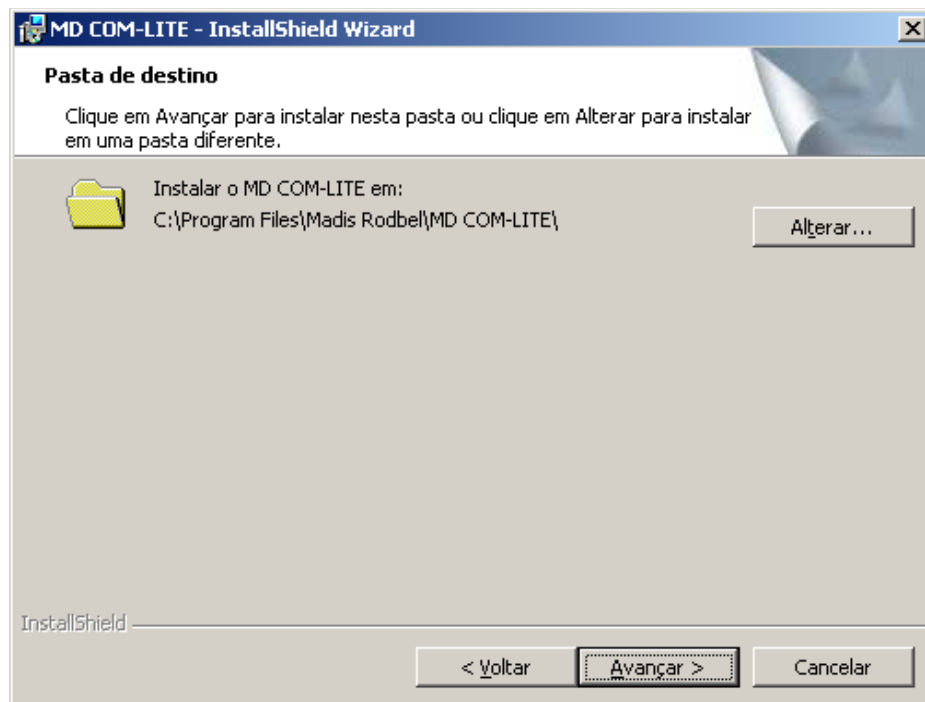 MD COM-LITE - InstallShield Wizard
Pasta de destino
Clique em Avançar para instalar nesta pasta ou clique em Alterar para instalar
em uma pasta diferente.
Instalar o MD COM-LITE em:
C:\Program Files\Madis Rodbel\MD COM-LITE\
Alterar...
InstallShield
< Voltar
Avançar >
Cancelar